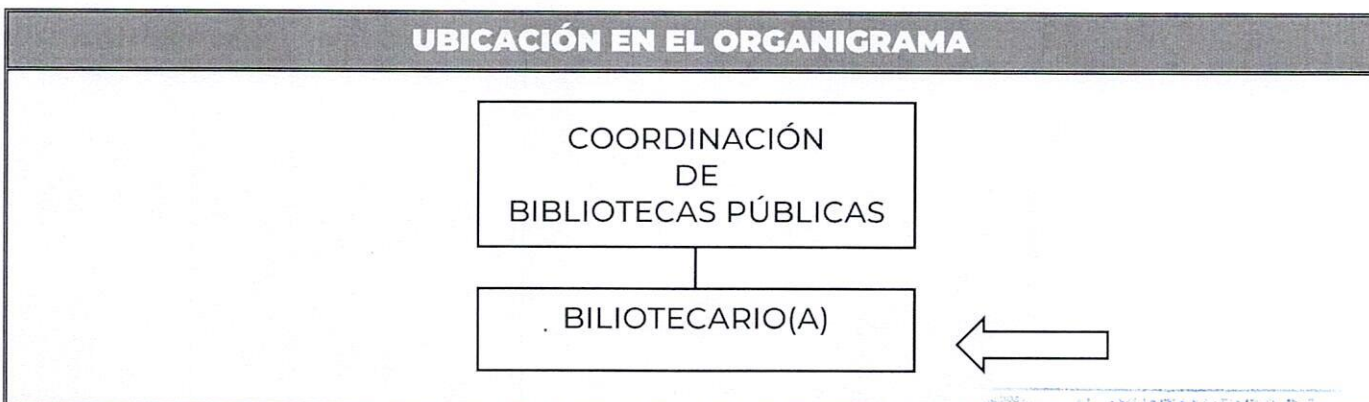 UBICACIÓN EN EL ORGANIGRAMA
COORDINACIÓN
DE
BIBLIOTECAS PÚBLICAS
BILIOTECARIO(A)